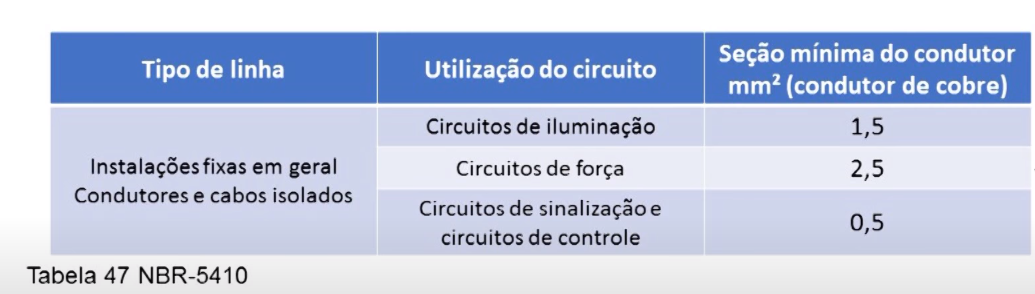 Tipo de linha
Utilização do circuito
Seção mínima do condutor
mm² (condutor de cobre)
Instalações fixas em geral
Condutores e cabos isolados
Circuitos de iluminação
1,5
Circuitos de força
2,5
Circuitos de sinalização e
circuitos de controle
0,5
Tabela 47 NBR-5410